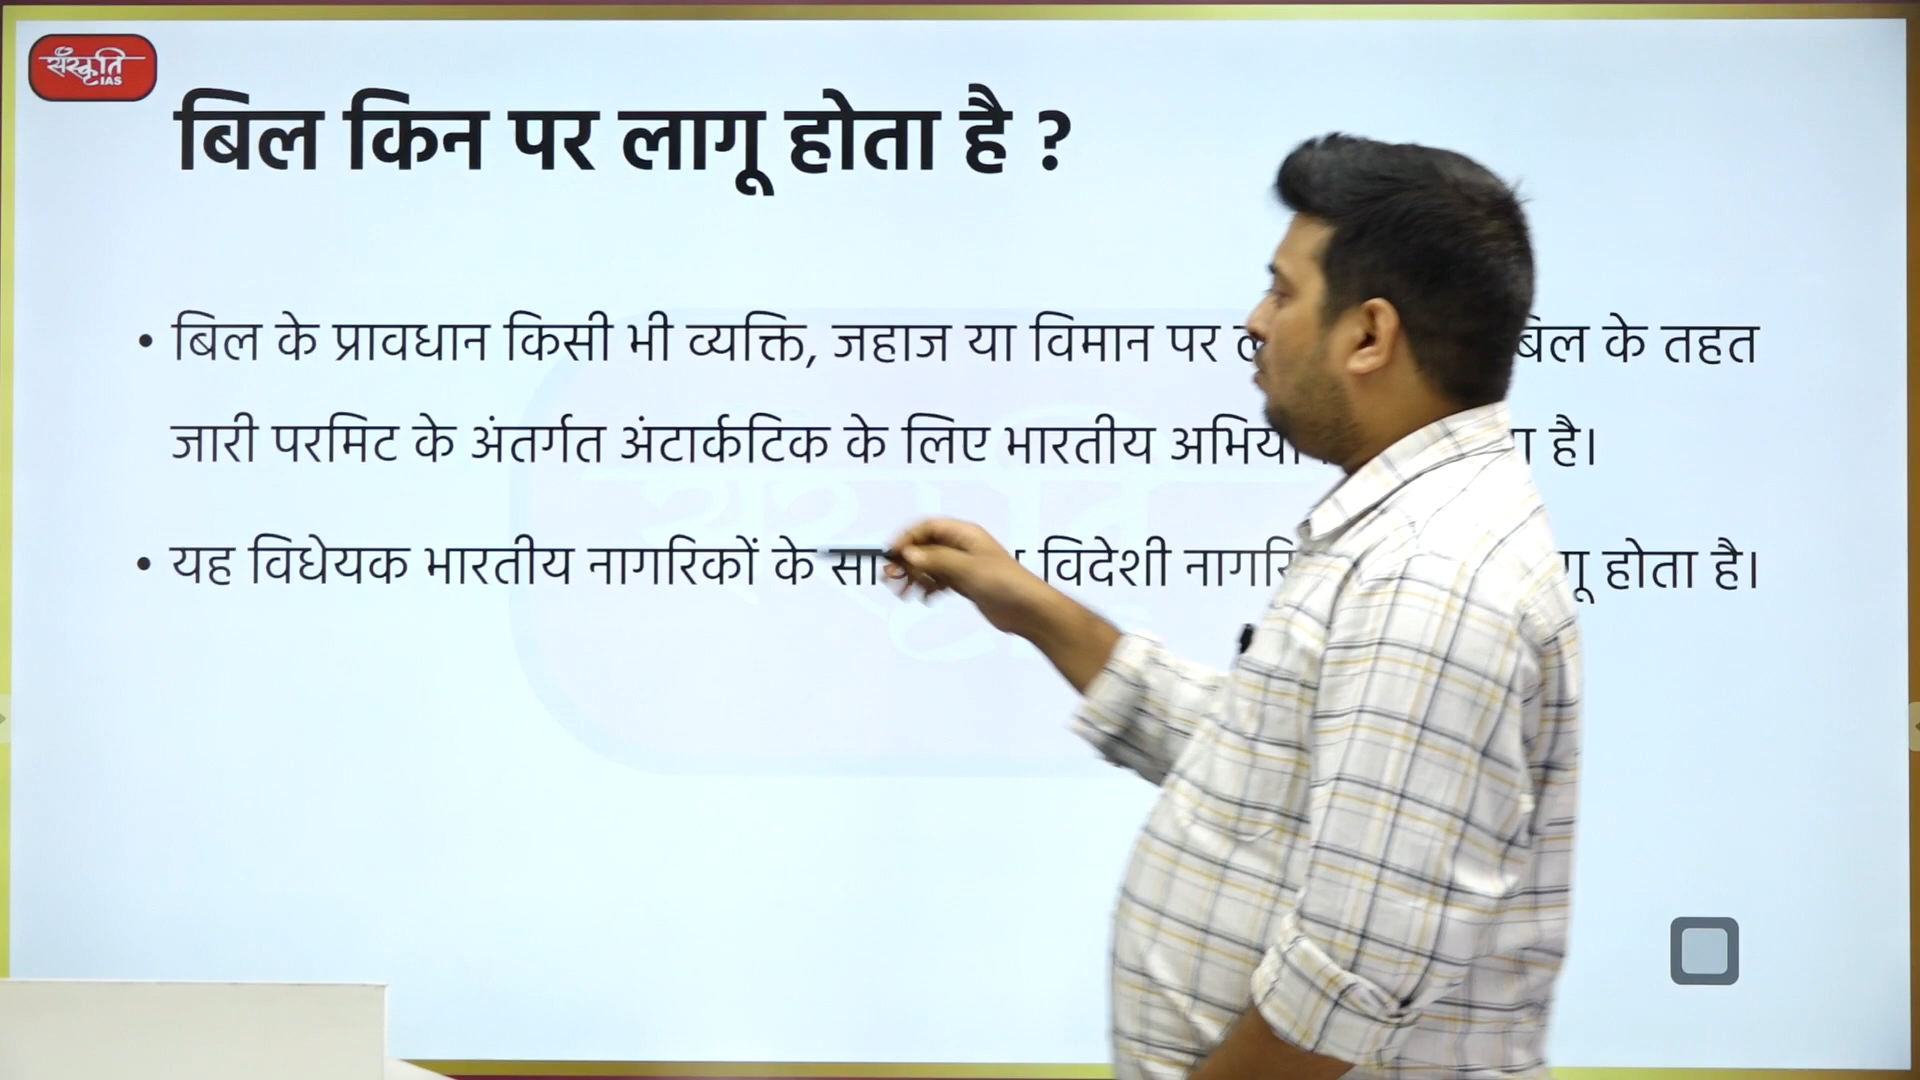 संस्कृति
IAS
बिल किन पर लागू होता है ?
• बिल के प्रावधान किसी भी व्यक्ति, जहाज या विमान पर बिल के तहत
जारी परमिट के अंतर्गत अंटार्कटिक के लिए भारतीय है।
• यह विधेयक भारतीय नागरिकों के विदेशी होता है।